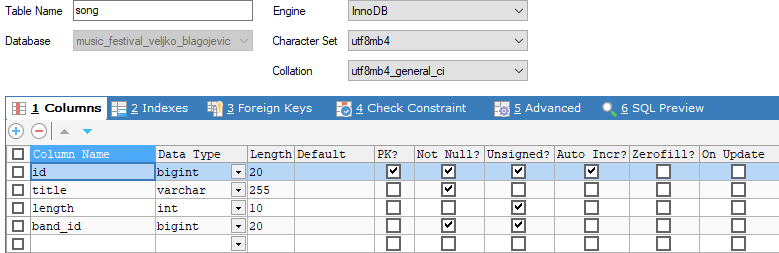 Table Name song Engine InnoDB
Database music_festival_veljko_blagojevic Character Set utf8mb4
Collation utf8mb4_general_ci
1 Columns 2 Indexes 3 Foreign Keys 4 Check Constraint 5 Advanced 6 SQL Preview
Column Name Data Type Length Default PK? Not Null? Unsigned? Auto Incr? Zerofill? On Update
id bigint 20
title varchar 255
length int 10
band_id bigint 20